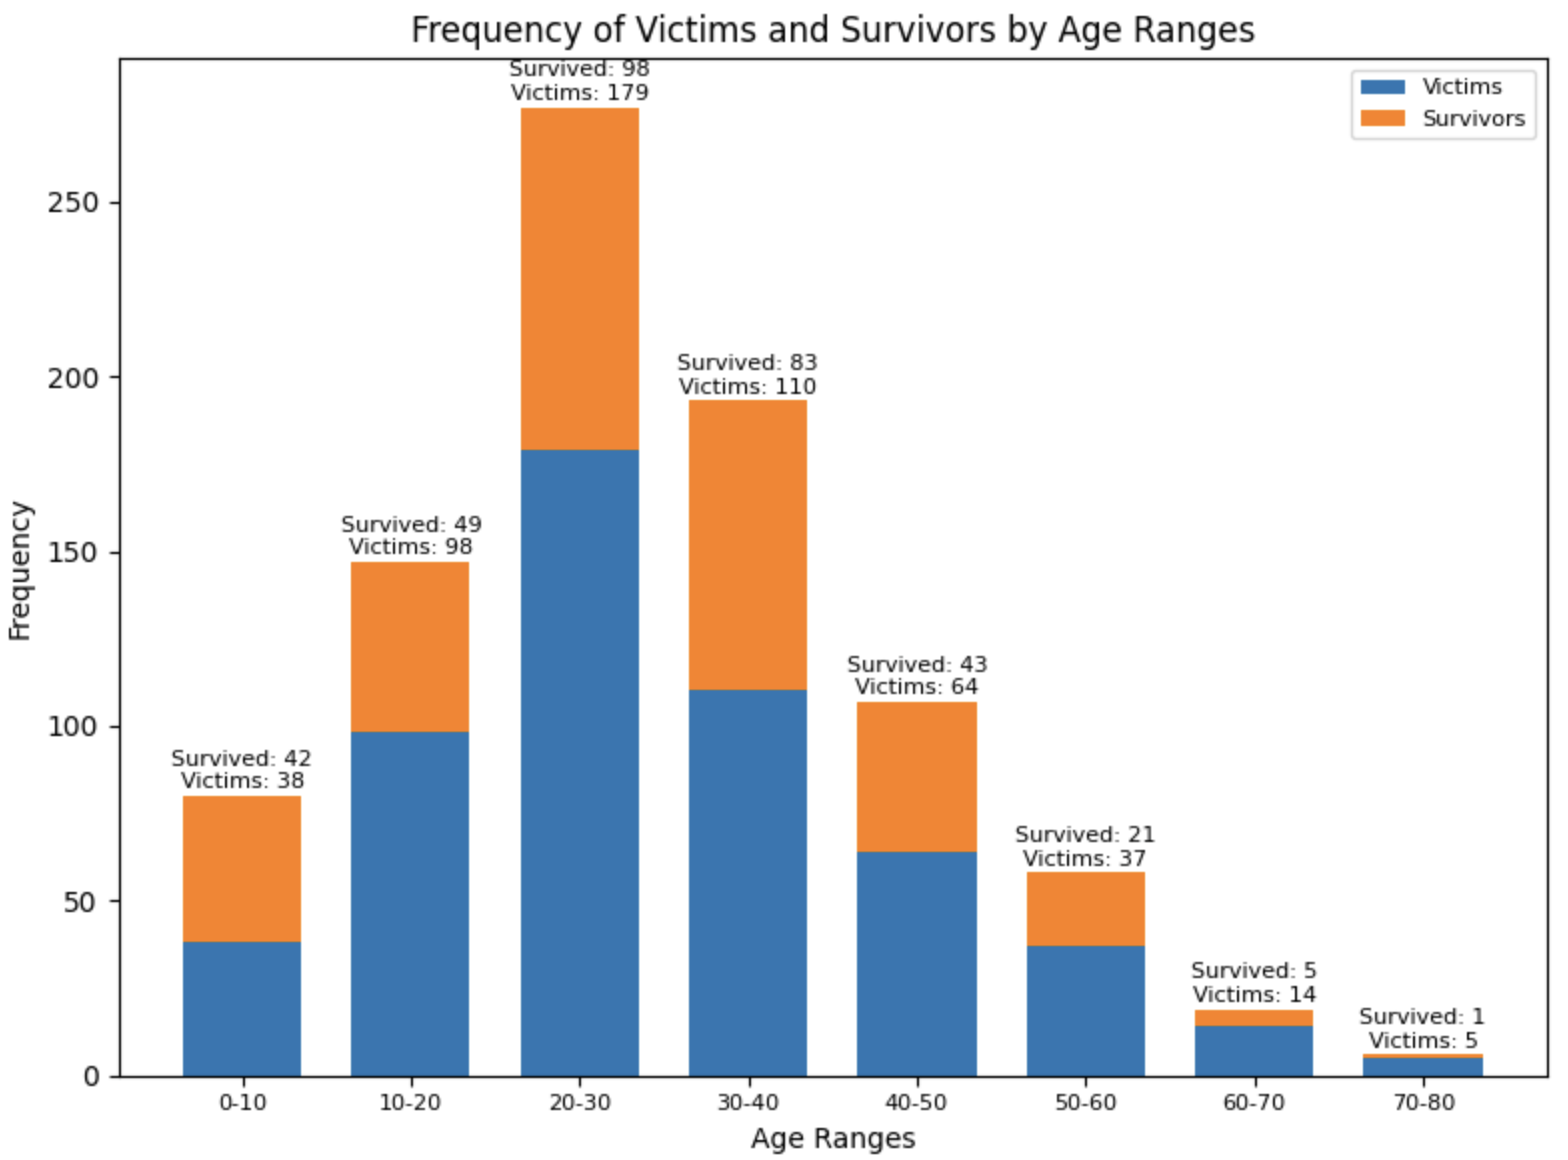 Frequency of Victims and Survivors by Age Ranges
Victims
Survivors
Survived: 98
Victims: 179
Survived: 83
Victims: 110
Survived: 49
Victims: 98
Survived: 43
Victims: 64
Survived: 42
Victims: 38
Survived: 21
Victims: 37
Survived: 5
Victims: 14
Survived: 1
Victims: 5
Frequency
250
200
150
100
50
0
0-10
10-20
20-30
30-40
40-50
50-60
60-70
70-80
Age Ranges